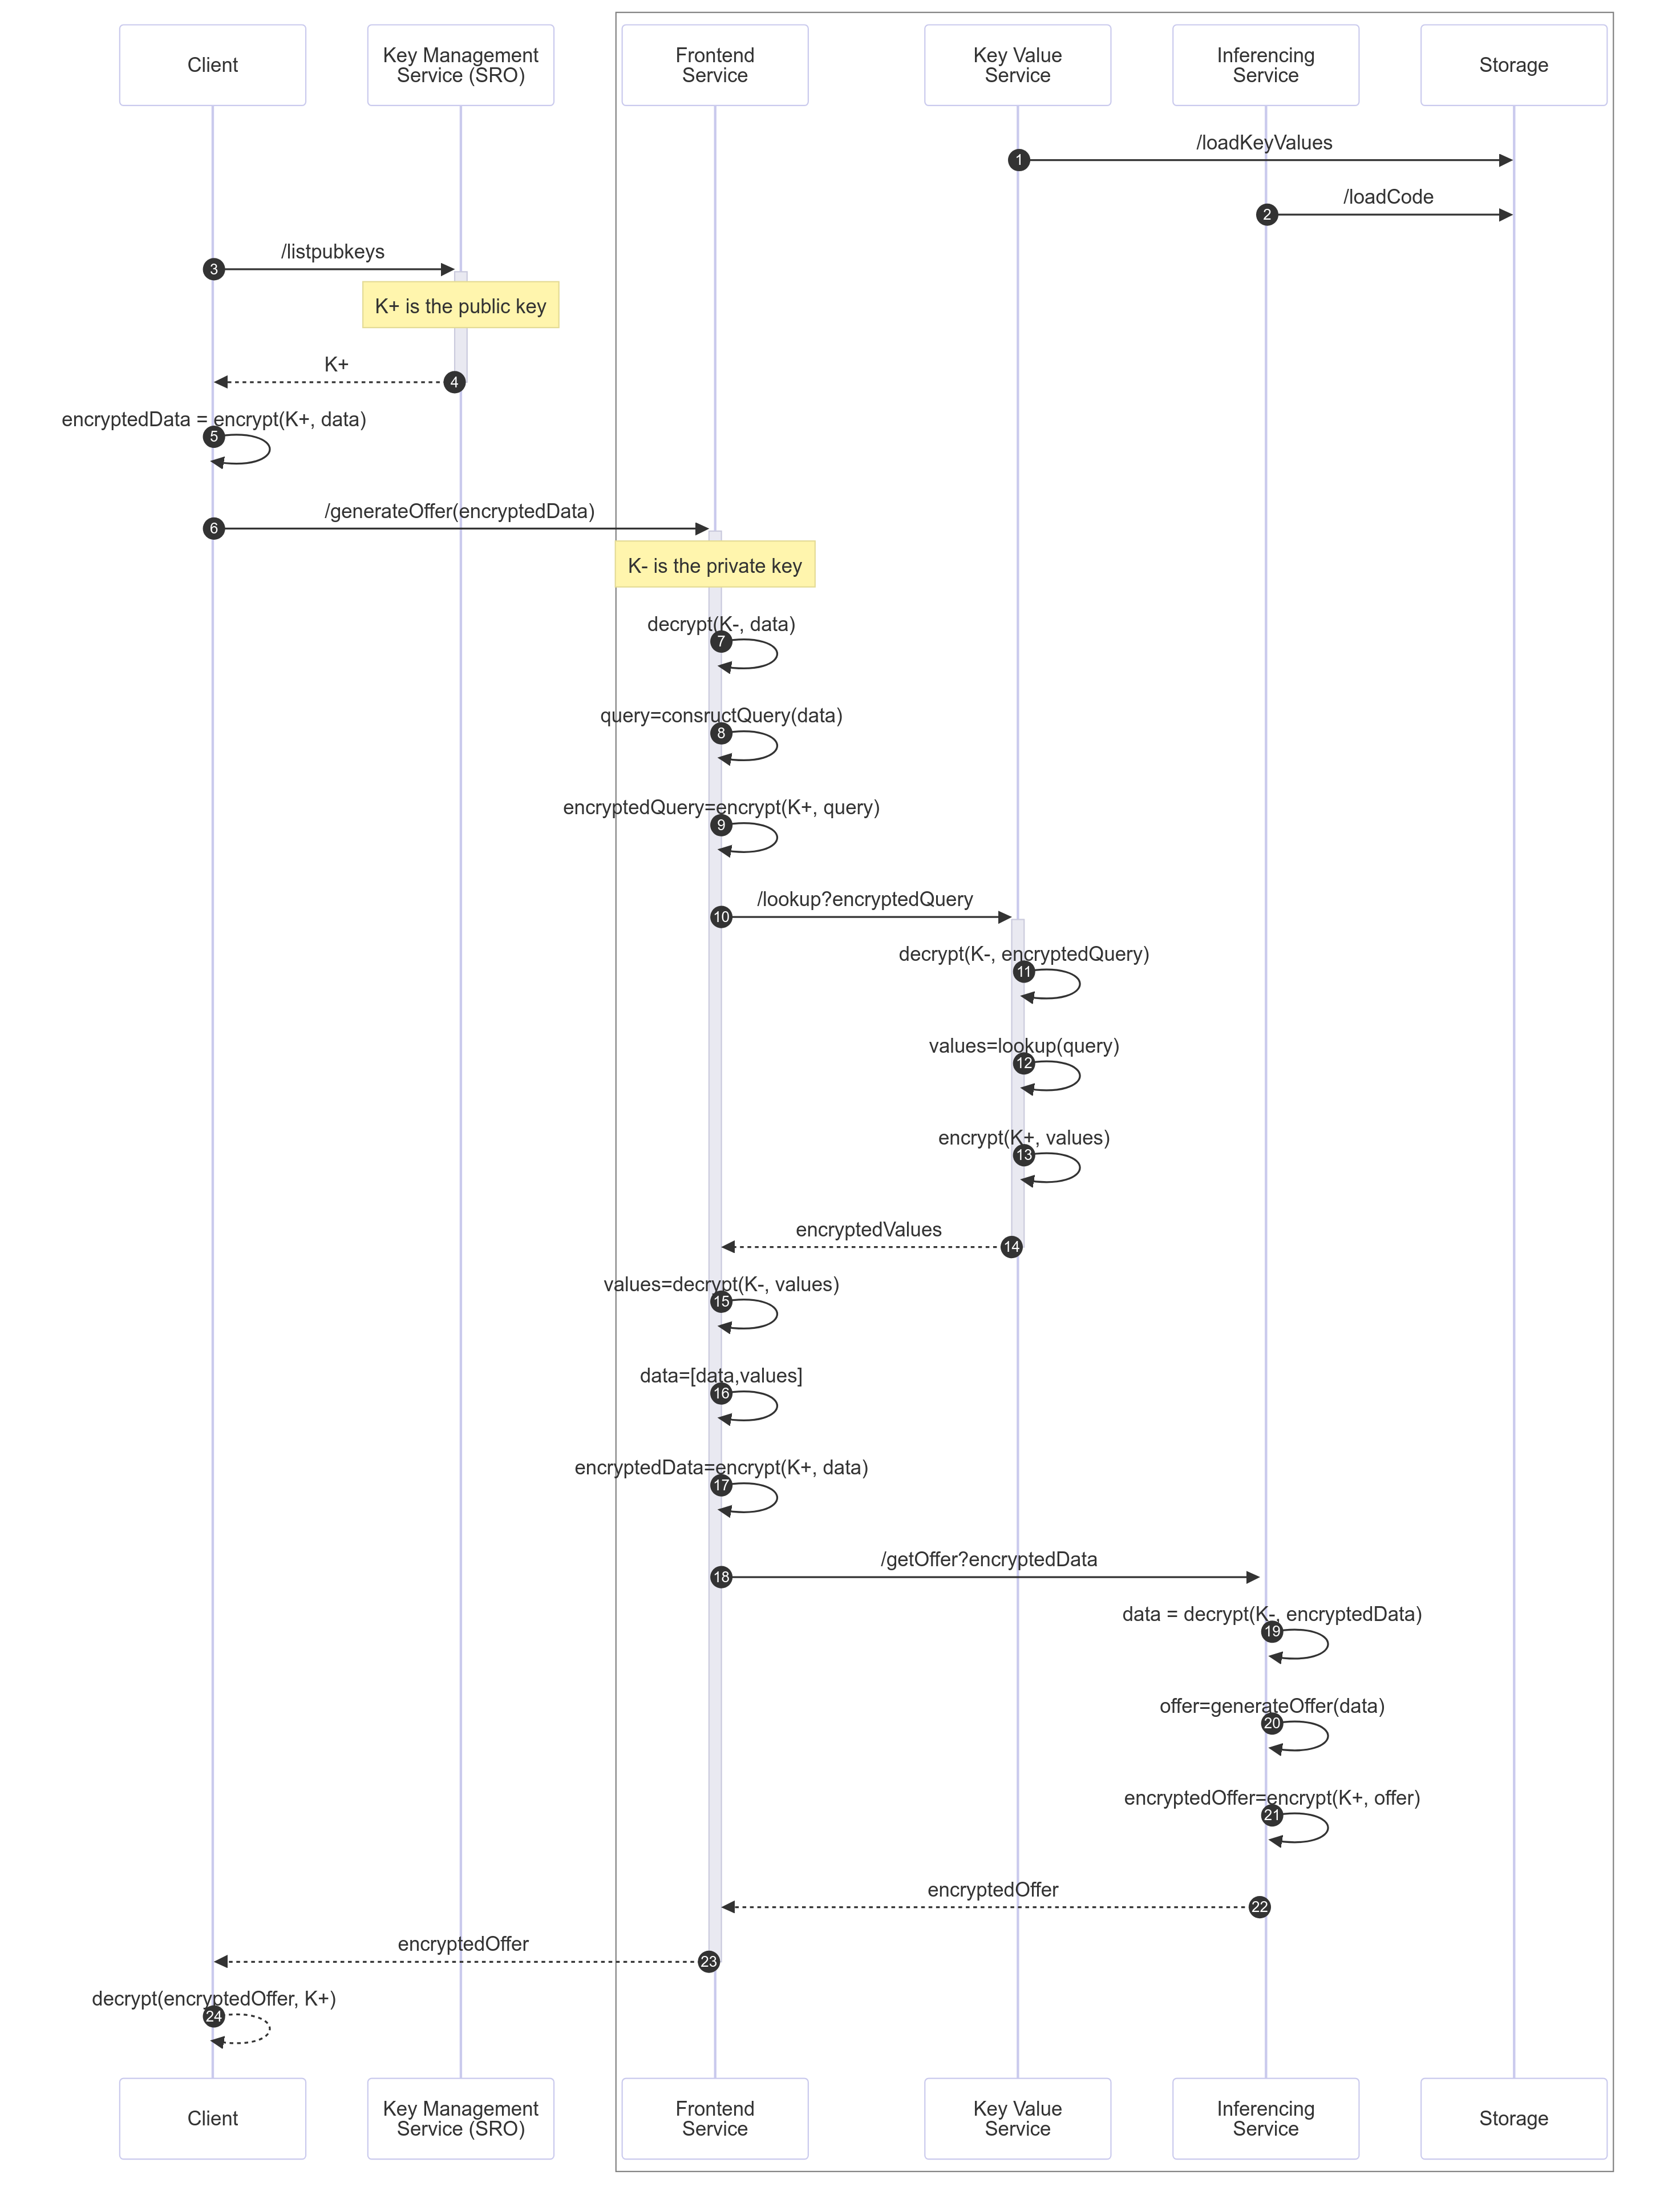 Client
Key Management
Service (SRO)
Frontend
Service
Key Value
Service
Inferencing
Service
Storage
/loadKeyValues
1
/loadCode
2
/listpubkeys
3
K+ is the public key
K+
4
encryptedData = encrypt(K+, data)
5
/generateOffer(encryptedData)
6
K- is the private key
decrypt(K-, data)
7
query=consructQuery(data)
8
encryptedQuery=encrypt(K+, query)
9
/lookup?encryptedQuery
10
decrypt(K-, encryptedQuery)
11
values=lookup(query)
12
encrypt(K+, values)
13
encryptedValues
14
values=decrypt(K-, values)
15
data=[data,values]
16
encryptedData=encrypt(K+, data)
17
/getOffer?encryptedData
18
data = decrypt(K-, encryptedData)
19
offer=generateOffer(data)
20
encryptedOffer=encrypt(K+, offer)
21
encryptedOffer
22
encryptedOffer
23
decrypt(encryptedOffer, K+)
24
Client
Key Management
Service (SRO)
Frontend
Service
Key Value
Service
Inferencing
Service
Storage